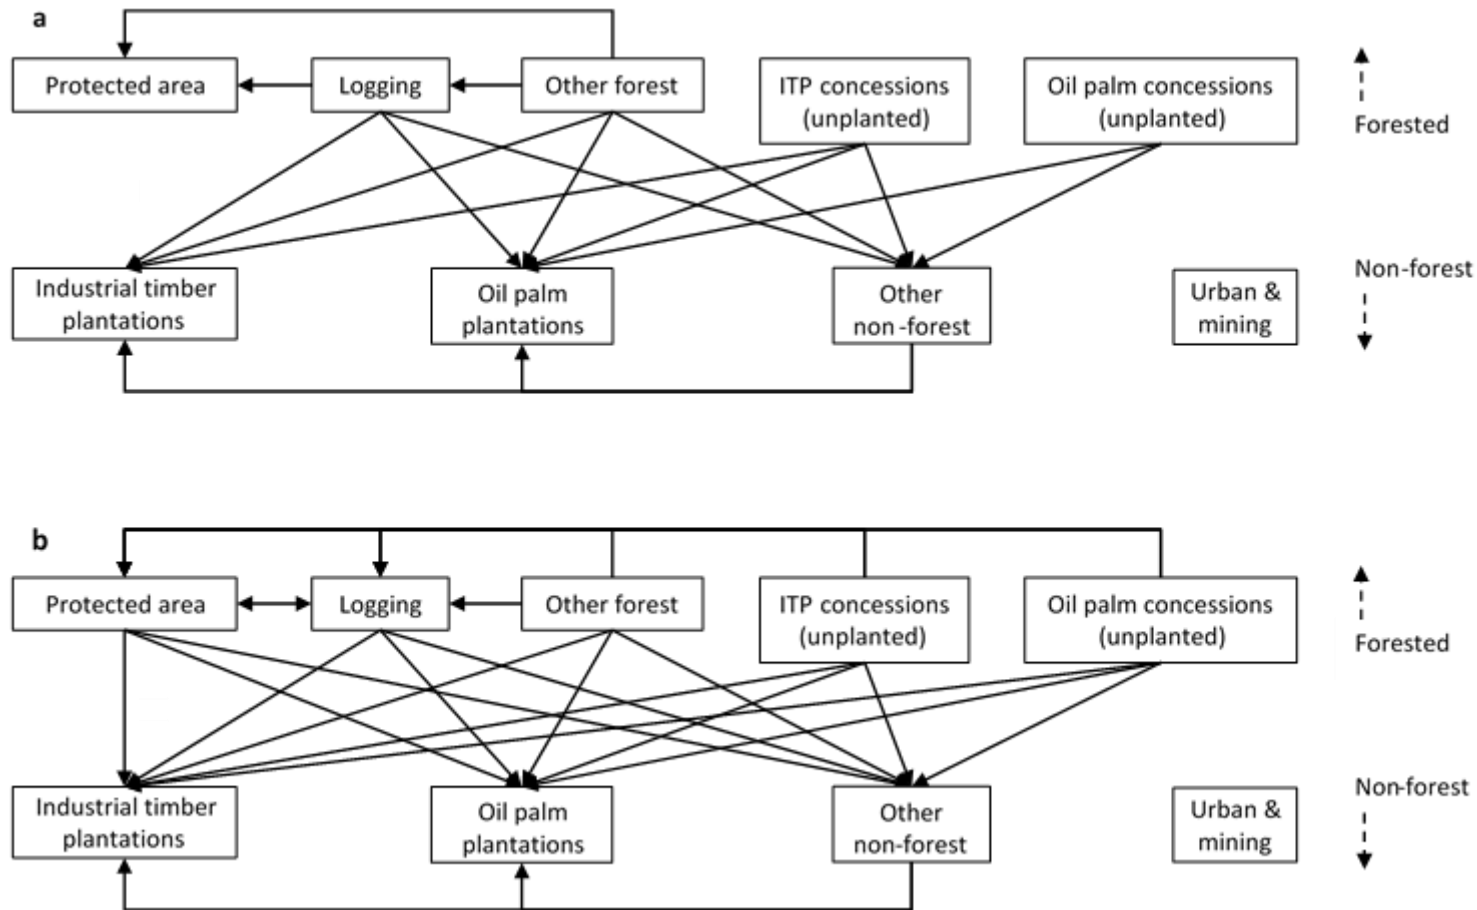 a
Protected area
Logging
Other forest
ITP concessions
(unplanted)
Oil palm concessions
(unplanted)
Forested
Industrial timber
plantations
Oil palm
plantations
Other
non-forest
Urban &
mining
Non-forest
b
Protected area
Logging
Other forest
ITP concessions
(unplanted)
Oil palm concessions
(unplanted)
Forested
Industrial timber
plantations
Oil palm
plantations
Other
non-forest
Urban &
mining
Non-forest